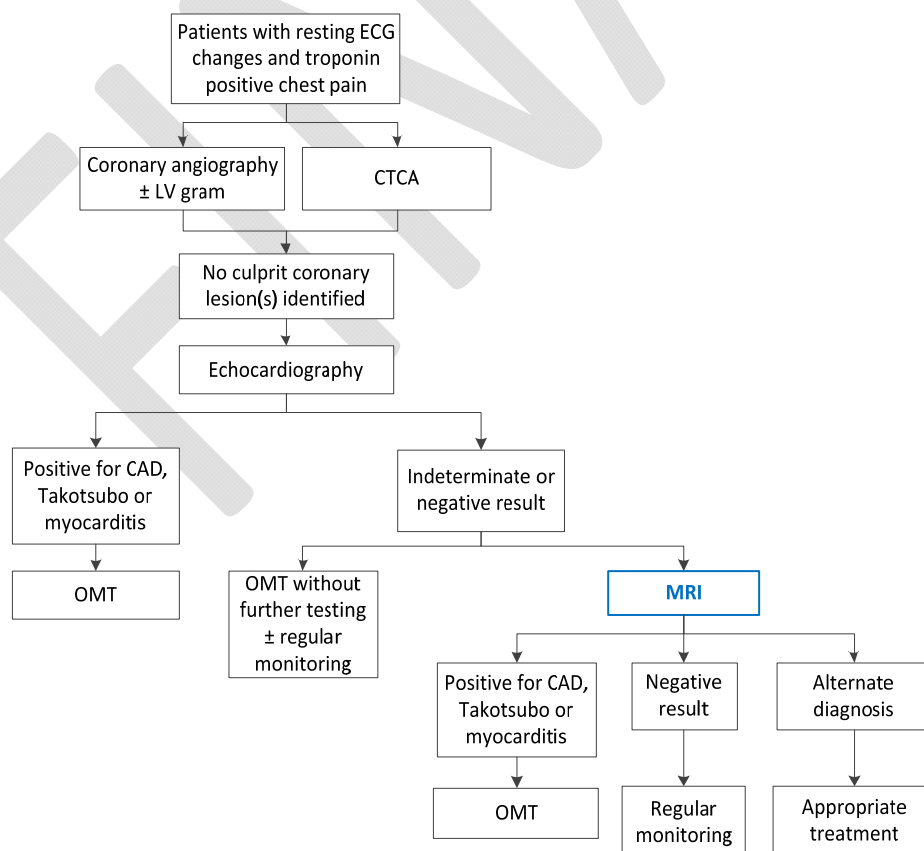 Patients with resting ECG
changes and troponin
positive chest pain
Coronary angiography
± LV gram
CTCA
No culprit coronary
lesion(s) identified
Echocardiography
Positive for CAD,
Takotsubo or
myocarditis
Indeterminate or
negative result
OMT
OMT without
further testing
± regular
monitoring
MRI
Positive for CAD,
Takotsubo or
myocarditis
Negative
result
Alternate
diagnosis
OMT
Regular
monitoring
Appropriate
treatment